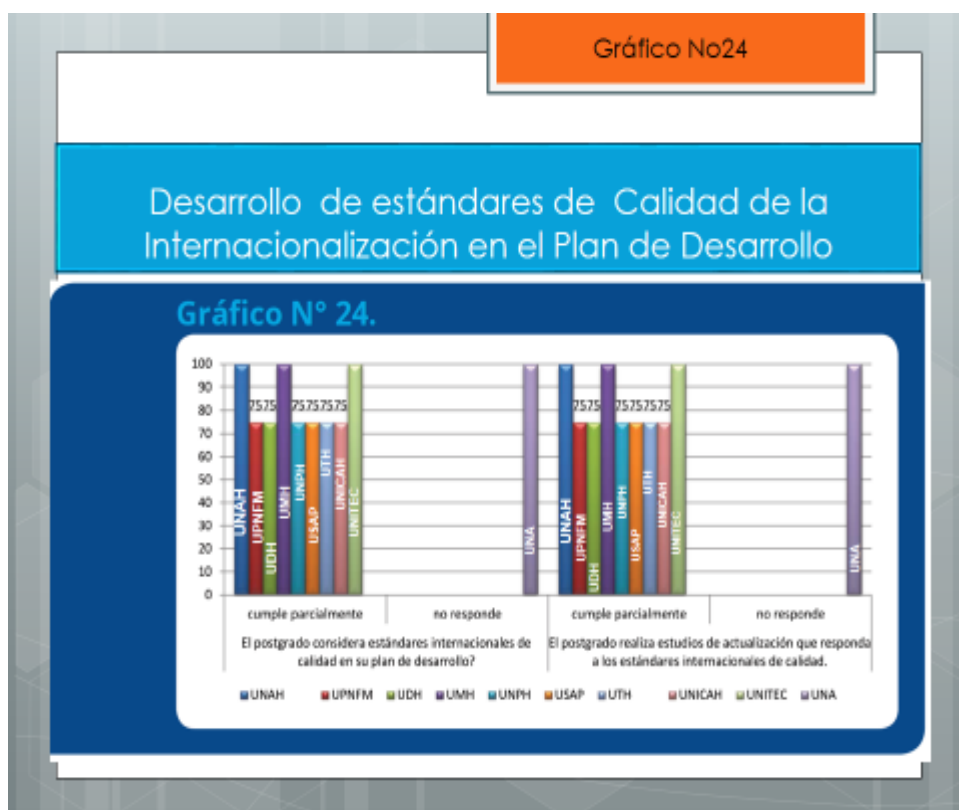 Gráfico No24
Desarrollo de estándares de Calidad de la
Internacionalización en el Plan de Desarrollo
Gráfico N° 24.
100
90
80
70
60
50
40
30
20
10
0
75 75 75 75 75 75
UNAH UPNFM UDH UMH UNPH USAP UTH UNICAH UNITEC UNA
75 75 75 75 75 75
UNAH UPNFM UDH UMH UNPH USAP UTH UNICAH UNITEC UNA
cumple parcialmente no responde cumple parcialmente no responde
El postgrado considera estándares internacionales de
calidad en su plan de desarrollo?
El postgrado realiza estudios de actualización que responda
a los estándares internacionales de calidad.
UNAH UPNFM UDH UMH UNPH USAP UTH UNICAH UNITEC UNA